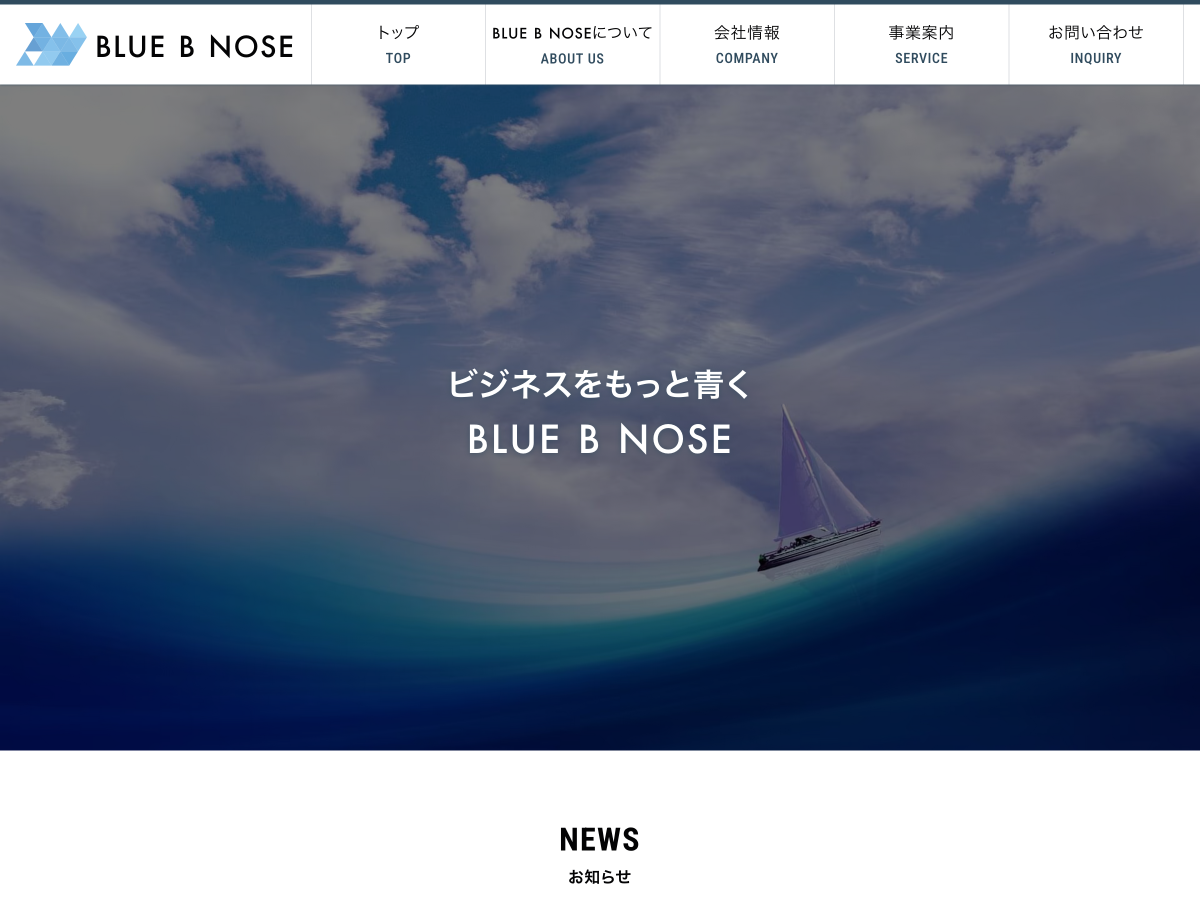 BLUE B NOSE
トップ
TOP
BLUE B NOSEについて
ABOUT US
会社情報
COMPANY
事業案内
SERVICE
お問い合わせ
INQUIRY
ビジネスをもっと青く
BLUE B NOSE
NEWS
お知らせ